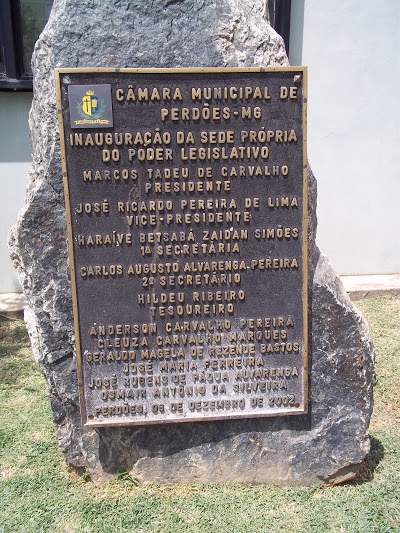 CÂMARA MUNICIPAL DE
PERDÕES-MG
INAUGURAÇÃO DA SEDE PRÓPRIA
DO PODER LEGISLATIVO
MARCOS TADEU DE CARVALHO
PRESIDENTE
JOSÉ RICARDO PEREIRA DE LIMA
VICE-PRESIDENTE
HARAÍVE BETSABÁ ZAIDAN SIMÕES
1ª SECRETÁRIA
CARLOS AUGUSTO ALVARENGA PEREIRA
2º SECRETÁRIO
HILDEU RIBEIRO
TESOUREIRO
ANDERSON CARVALHO PEREIRA
CLEUZA CARVALHO MARQUES
GERALDO MAGELA DE REZENDE BASTOS
JOSÉ MARIA FERREIRA
JOSÉ RUBENS DE PÁDUA ALVARENGA
OSMAIR ANTÔNIO DA SILVEIRA
PERDÕES, DE DEZEMBRO DE 2002